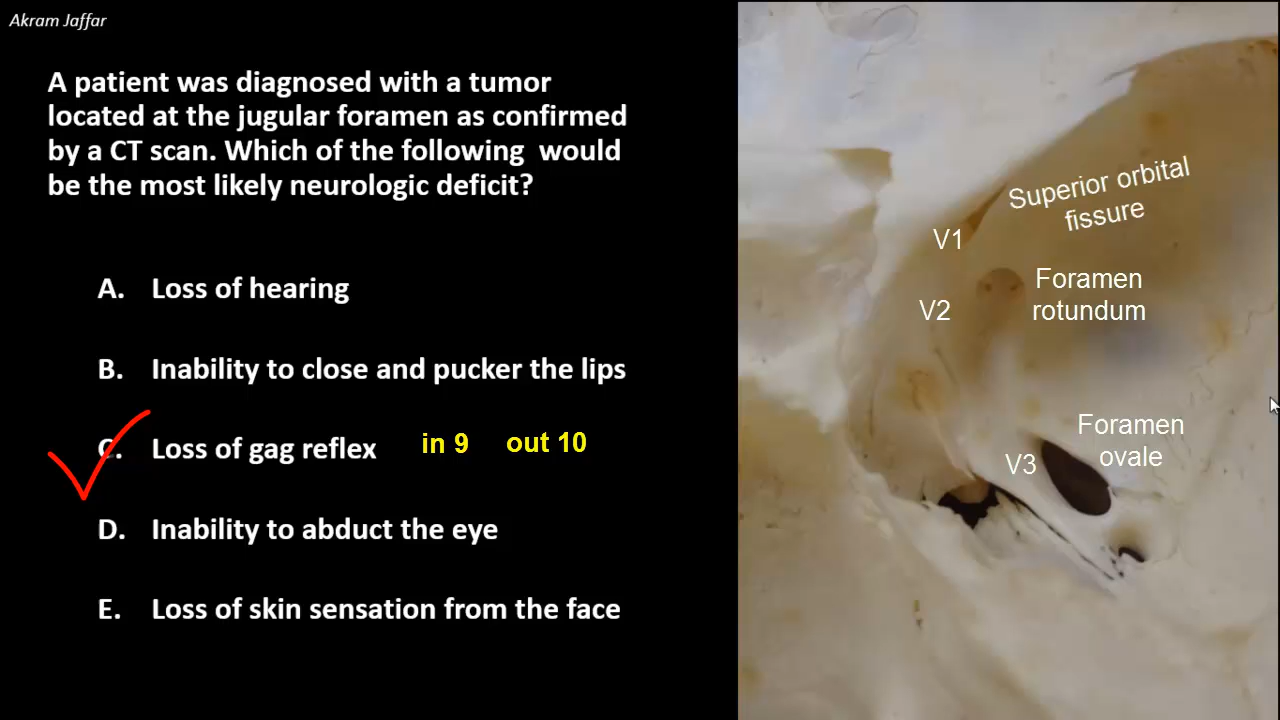 Akram Jaffar
A patient was diagnosed with a tumor
located at the jugular foramen as confirmed
by a CT scan. Which of the following would
be the most likely neurologic deficit?
A. Loss of hearing
B. Inability to close and pucker the lips
C. Loss of gag reflex in 9 out 10
D. Inability to abduct the eye
E. Loss of skin sensation from the face
Superior orbital
fissure
V1
Foramen
rotundum
V2
Foramen
ovale
V3